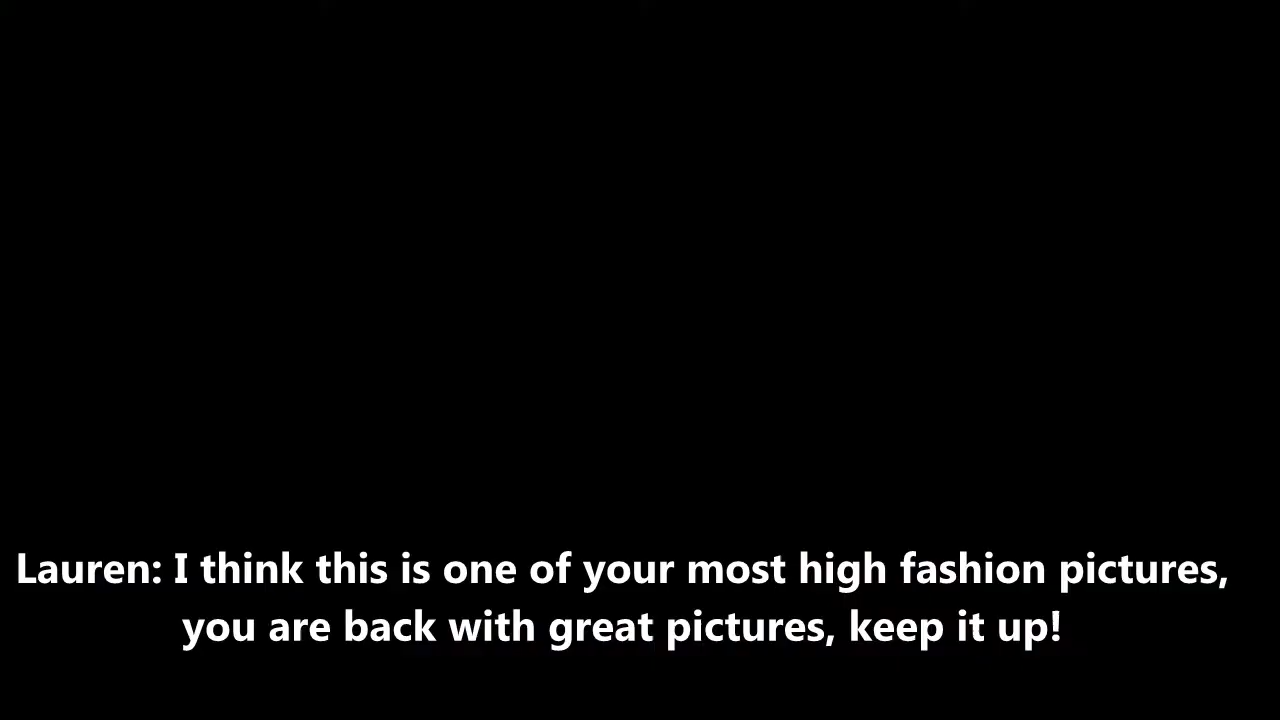 Lauren: I think this is one of your most high fashion pictures,
you are back with great pictures, keep it up!